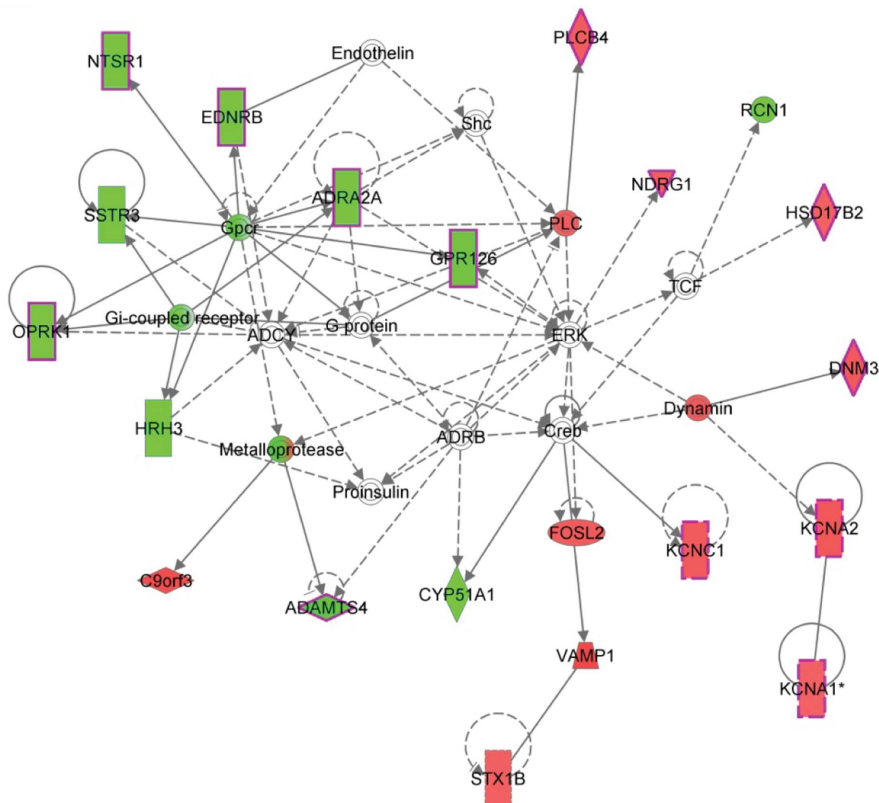 Endothelin
PLCB4
NTSR1
EDNRB
Shc
RCN1
SSTR3
ADRA2A
NDRG1
HSD17B2
Gpcr
PLC
GPR126
TCF
OPRK1
Gi-coupled receptor
ADCY
G protein
ERK
DNM3
HRH3
Metalloprotease
ADRB
Creb
Dynamin
Proinsulin
FOSL2
KCNC1
KCNA2
C9orf3
ADAMTS4
CYP51A1
VAMP1
KCNA1*
STX1B